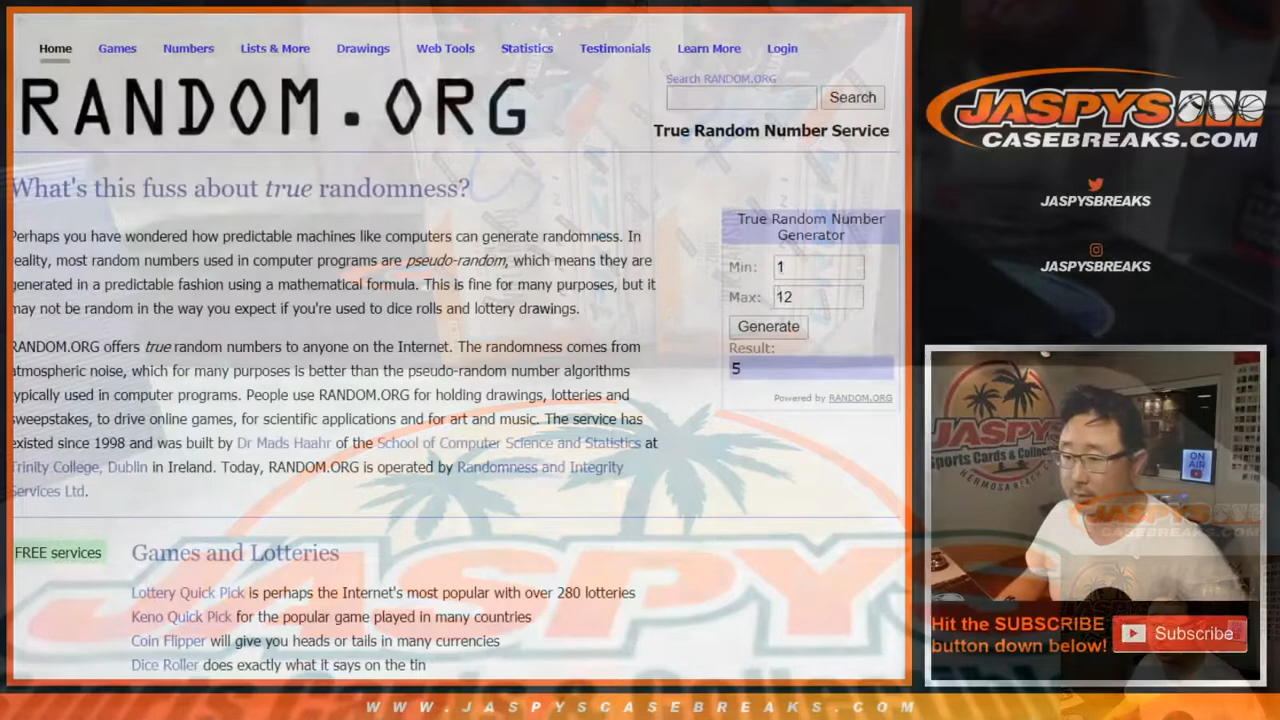 Home Games Numbers Lists & More Drawings Web Tools Statistics Testimonials Learn More Login
RANDOM.ORG
Search RANDOM.ORG
Search
True Random Number Service
What's this fuss about true randomness?
Perhaps you have wondered how predictable machines like computers can generate randomness. In
reality, most random numbers used in computer programs are pseudo-random, which means they are
generated in a predictable fashion using a mathematical formula. This is fine for many purposes, but it
may not be random in the way you expect if you're used to dice rolls and lottery drawings.
RANDOM.ORG offers true random numbers to anyone on the Internet. The randomness comes from
atmospheric noise, which for many purposes is better than the pseudo-random number algorithms
typically used in computer programs. People use RANDOM.ORG for holding drawings, lotteries and
sweepstakes, to drive online games, for scientific applications and for art and music. The service has
existed since 1998 and was built by Dr Mads Haahr of the School of Computer Science and Statistics at
Trinity College, Dublin in Ireland. Today, RANDOM.ORG is operated by Randomness and Integrity
Services Ltd.
True Random Number
Generator
Min: 1
Max: 12
Generate
Result:
5
Powered by RANDOM.ORG
FREE services
Games and Lotteries
Lottery Quick Pick is perhaps the Internet's most popular with over 280 lotteries
Keno Quick Pick for the popular game played in many countries
Coin Flipper will give you heads or tails in many currencies
Dice Roller does exactly what it says on the tin
JASPYS
JASPYS
CASEBREAKS.COM
JASPYSBREAKS
JASPYSBREAKS
JASPYS
Sports Cards & Collec
HERMOSA BEACH
ON
AIR
JASPYS
CASEBREAKS.COM
Hit the SUBSCRIBE
button down below!
Subscribe
WWW.JASPYSCASEBREAKS.COM